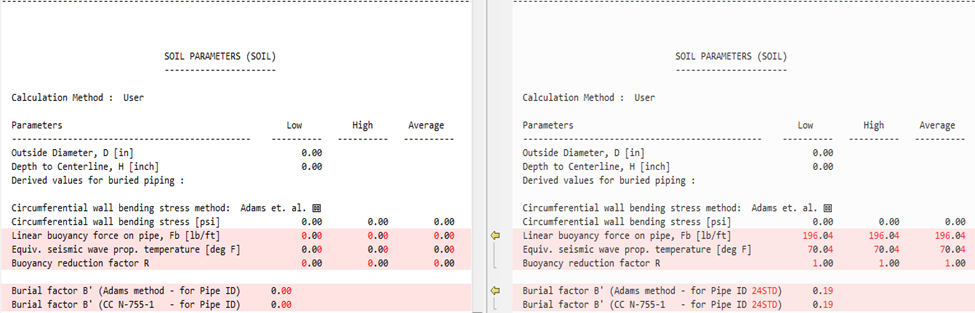 SOIL PARAMETERS (SOIL)
----------------------
Calculation Method :  User
Parameters Low High Average
Outside Diameter, D [in] 0.00
Depth to Centerline, H [inch] 0.00
Derived values for buried piping :
Circumferential wall bending stress method:  Adams et. al.
Circumferential wall bending stress [psi] 0.00 0.00 0.00
Linear buoyancy force on pipe, Fb [lb/ft] 0.00 0.00 0.00
Equiv. seismic wave prop. temperature [deg F] 0.00 0.00 0.00
Buoyancy reduction factor R 0.00 0.00 0.00
Burial factor B' (Adams method - for Pipe ID) 0.00
Burial factor B' (CC N-755-1   - for Pipe ID) 0.00
SOIL PARAMETERS (SOIL)
----------------------
Calculation Method :  User
Parameters Low High Average
Outside Diameter, D [in] 0.00
Depth to Centerline, H [inch] 0.00
Derived values for buried piping :
Circumferential wall bending stress method:  Adams et. al.
Circumferential wall bending stress [psi] 0.00 0.00 0.00
Linear buoyancy force on pipe, Fb [lb/ft] 196.04 196.04 196.04
Equiv. seismic wave prop. temperature [deg F] 70.04 70.04 70.04
Buoyancy reduction factor R 1.00 1.00 1.00
Burial factor B' (Adams method - for Pipe ID 24STD) 0.19
Burial factor B' (CC N-755-1   - for Pipe ID 24STD) 0.19